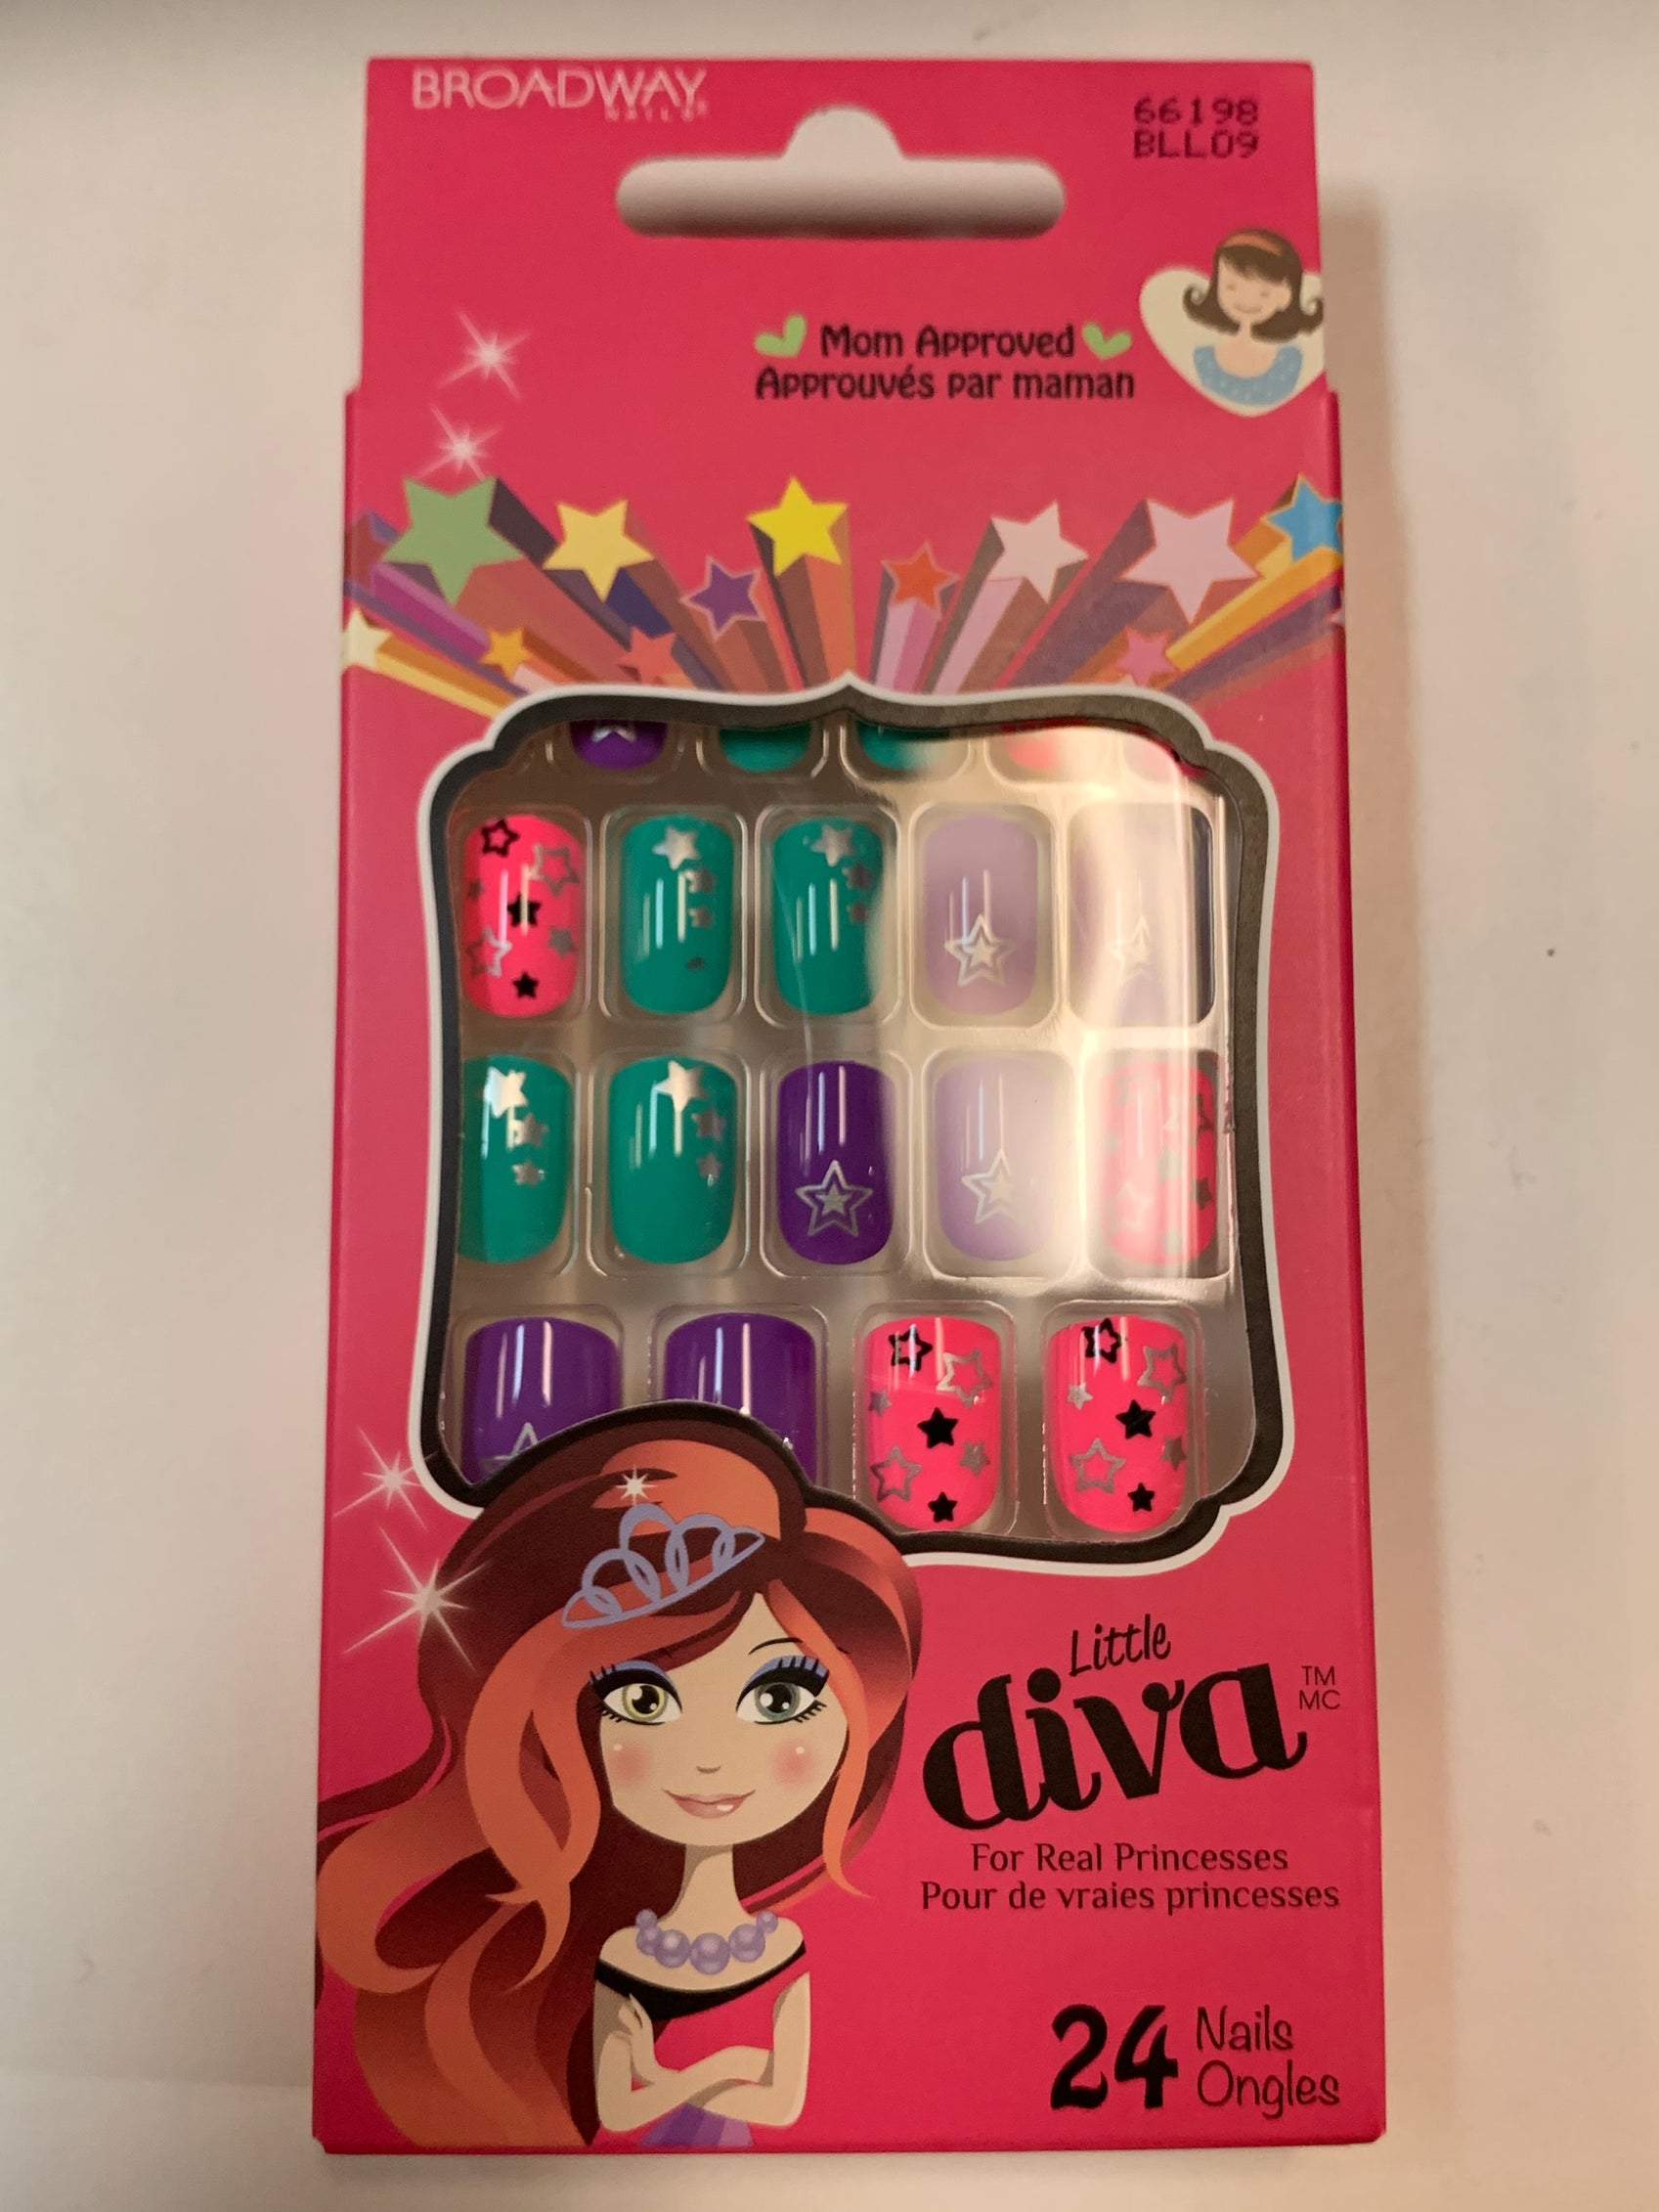 BROADWAY
NAILS®
66198
BLL09
Mom Approved
Approuvés par maman
Little
diva TM
MC
For Real Princesses
Pour de vraies princesses
24 Nails
Ongles